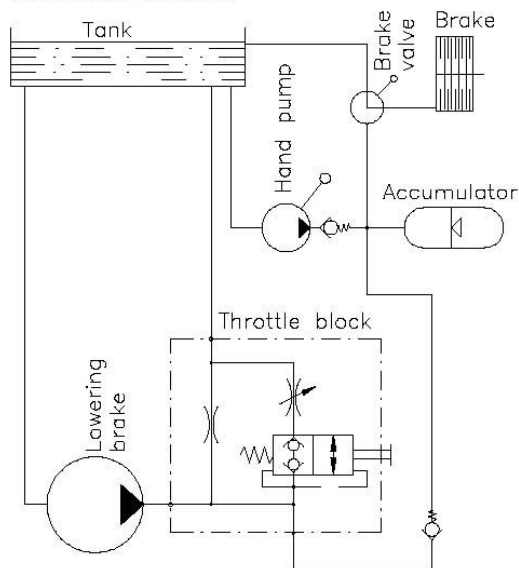 Tank
Brake
valve
Brake
Hand pump
Accumulator
Throttle block
Lowering
brake